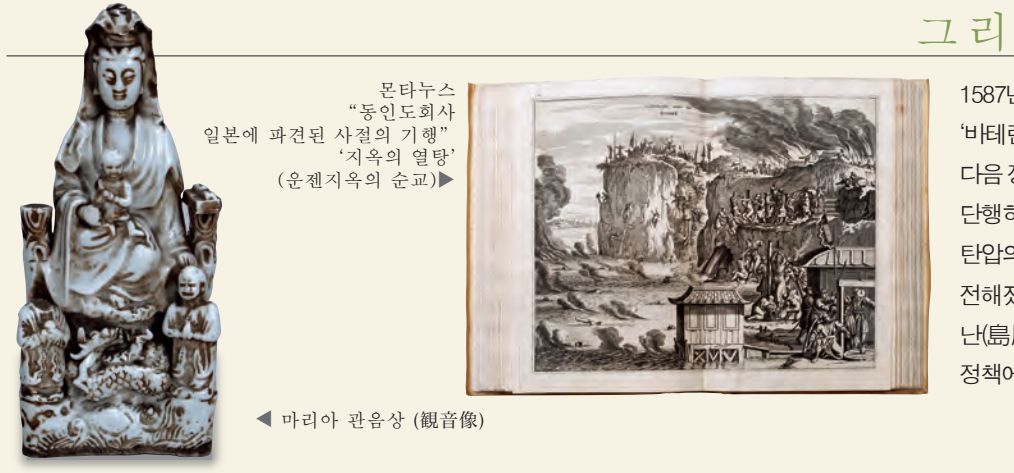 그리
몬타누스
“동인도회사
일본에 파견된 사절의 기행”
‘지옥의 열탕’
(운젠지옥의 순교)▶
◀ 마리아 관음상 (観音像)
1587년
‘바테련
다음 정
단행하
탄압의
전해졌
난(島
정책에